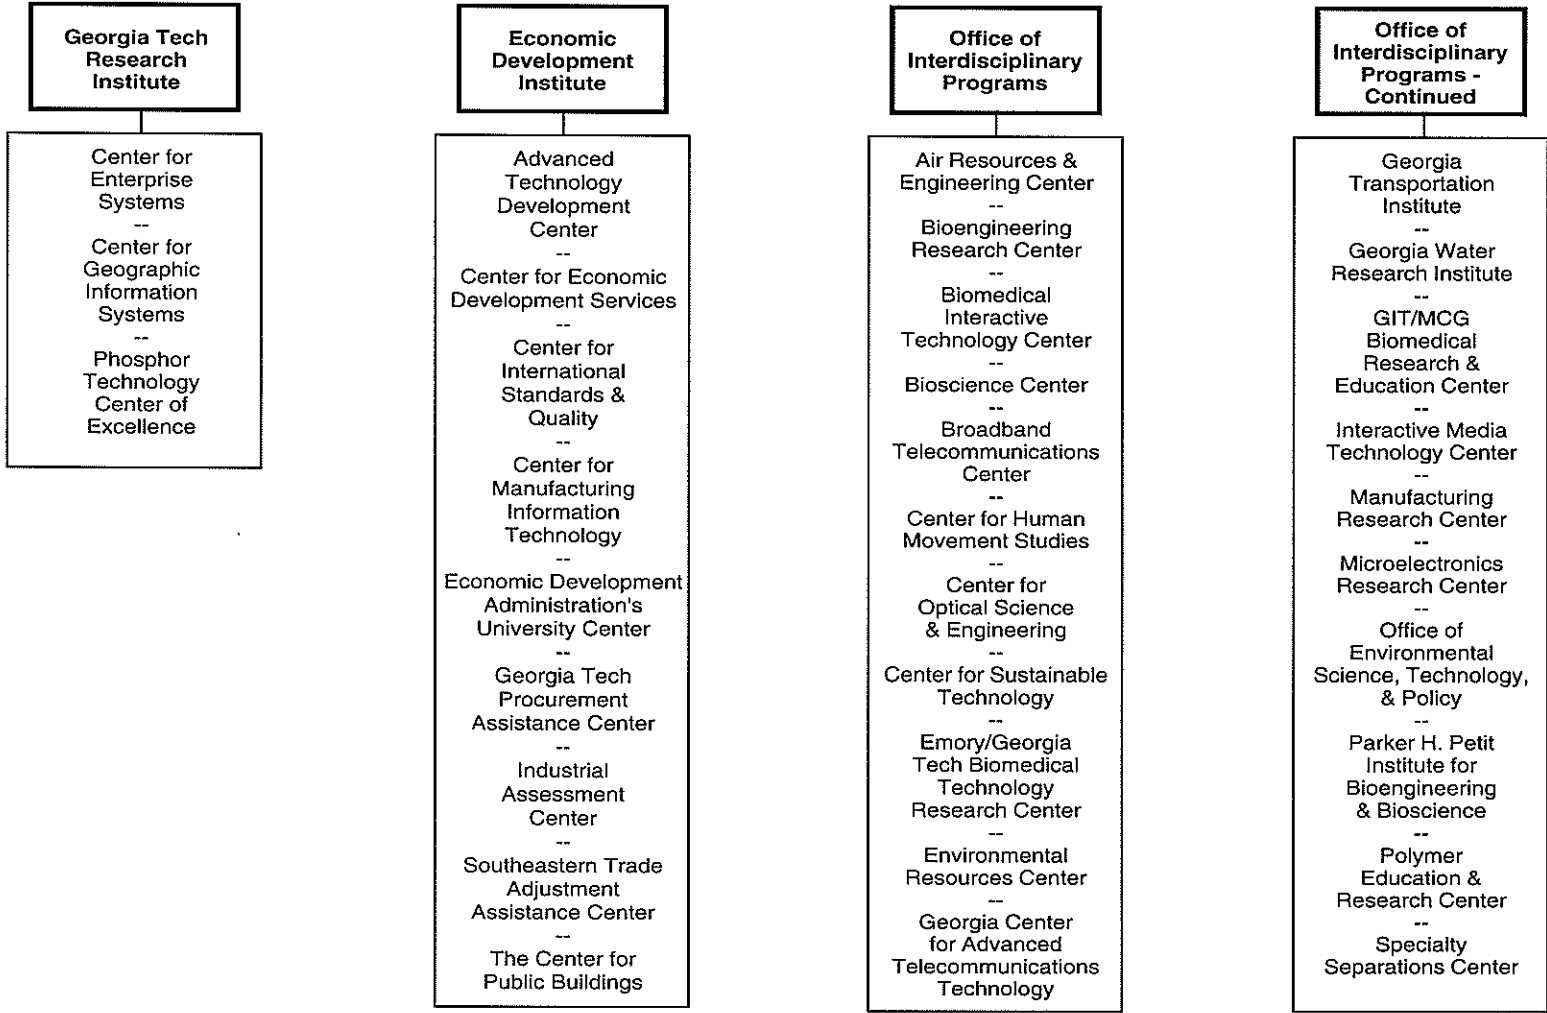 Georgia Tech
Research
Institute
Center for
Enterprise
Systems
--
Center for
Geographic
Information
Systems
--
Phosphor
Technology
Center of
Excellence
Economic
Development
Institute
Advanced
Technology
Development
Center
--
Center for Economic
Development Services
--
Center for
International
Standards &
Quality
--
Center for
Manufacturing
Information
Technology
--
Economic Development
Administration's
University Center
--
Georgia Tech
Procurement
Assistance Center
--
Industrial
Assessment
Center
--
Southeastern Trade
Adjustment
Assistance Center
--
The Center for
Public Buildings
Office of
Interdisciplinary
Programs
Air Resources &
Engineering Center
--
Bioengineering
Research Center
--
Biomedical
Interactive
Technology Center
--
Bioscience Center
--
Broadband
Telecommunications
Center
--
Center for Human
Movement Studies
--
Center for
Optical Science
& Engineering
--
Center for Sustainable
Technology
--
Emory/Georgia
Tech Biomedical
Technology
Research Center
--
Environmental
Resources Center
--
Georgia Center
for Advanced
Telecommunications
Technology
Office of
Interdisciplinary
Programs -
Continued
Georgia
Transportation
Institute
--
Georgia Water
Research Institute
--
GIT/MCG
Biomedical
Research &
Education Center
--
Interactive Media
Technology Center
--
Manufacturing
Research Center
--
Microelectronics
Research Center
--
Office of
Environmental
Science, Technology,
& Policy
--
Parker H. Petit
Institute for
Bioengineering
& Bioscience
--
Polymer
Education &
Research Center
--
Specialty
Separations Center